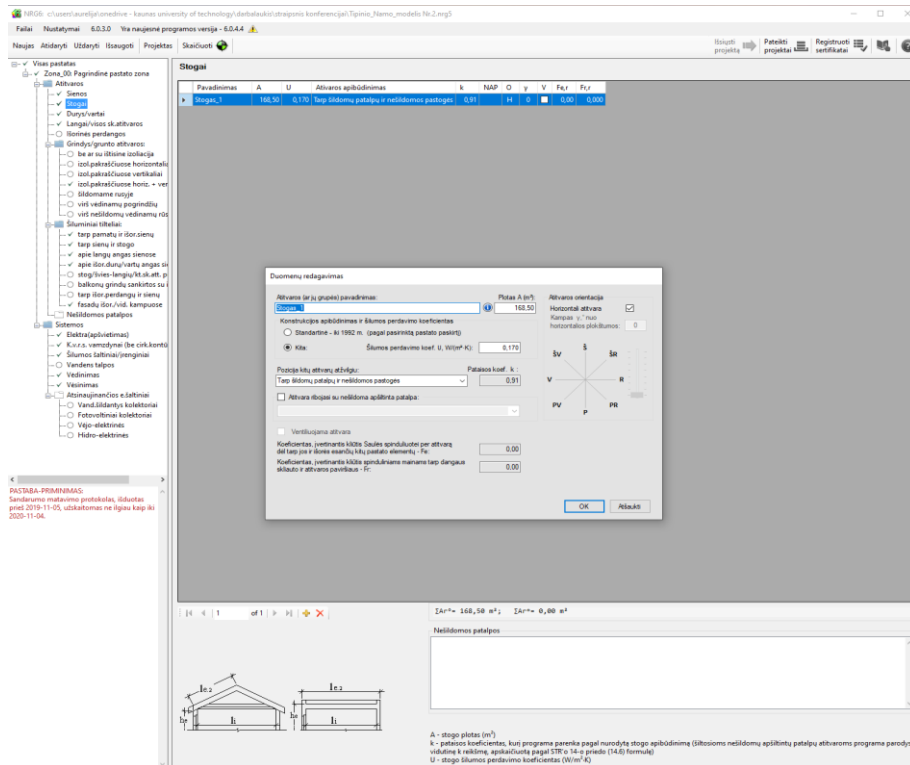 NRG6: c:\users\aurelija\onedrive - kaunas university of technology\darbalaukis\straipsnis konferencijai\Tipinio_Namo_modelis Nr.2.nrg5
Failai Nustatymai 6.0.3.0 Yra naujesnė programos versija - 6.0.4.4
Naujas Atidaryti Uždaryti Išsaugoti Projektas Skaičiuoti
Išsiųsti projektą Pateikti projektai Registruoti sertifikatai
Visas pastatas
Zona_00: Pagrindinė pastato zona
Atitvaros
Sienos
Stogai
Durys/vartai
Langai/visos sk.atitvaros
Išorinės perdangos
Grindys/grunto atitvaros:
be ar su ištisine izoliacija
izol.pakraščiuose horizontalia
izol.pakraščiuose vertikaliai
izol.pakraščiuose horiz. + ver
šildomame rusyje
virš vėdinamų pogrindžių
virš nešildomų vėdinamų rūs
Šiluminiai tilteliai:
tarp pamatų ir išor.sienų
tarp sienų ir stogo
apie langų angas sienose
apie išor.durų/vartų angas si
stog/švies-langių/kt.sk.att. p
balkonų grindų sankirtos su i
tarp išor.perdangų ir sienų
fasadų išor./vid. kampuose
Nešildomos patalpos
Sistemos
Elektra(apšvietimas)
K.v.r.s. vamzdynai (be cirk.kontū
Šilumos šaltiniai/įrenginiai
Vandens talpos
Vėdinimas
Vėsinimas
Atsinaujinančios e.šaltiniai
Vand.šildantys kolektoriai
Fotovoltiniai kolektoriai
Vėjo-elektrinės
Hidro-elektrinės
PASTABA-PRIMINIMAS:
Sandarumo matavimo protokolas, išduotas
prieš 2019-11-05, užskaitomas ne ilgiau kaip iki
2020-11-04.
Stogai
Pavadinimas A U Ativaros apibūdinimas k NAP O γ V Fe,r Fr,r
Stogas_1 168,50 0,170 Tarp šildomų patalpų ir nešildomos pastogės 0,91 H 0 0,00 0,000
Duomenų redagavimas
Atitvaros (ar jų grupės) pavadinimas: Plotas A (m²):
Stogas_1 168,50
Konstrukcijos apibūdinimas ir šilumos perdavimo koeficientas
Standartinė - iki 1992 m. (pagal pasirinktą pastato paskirtį)
Kita: Šilumos perdavimo koef. U, W/(m²·K): 0,170
Pozicija kitų atitvarų atžvilgiu: Pataisos koef. k :
Tarp šildomų patalpų ir nešildomos pastogės 0,91
Atitvara ribojasi su nešildoma apšiltinta patalpa:
Ventiliuojama atitvara
Koeficientas, įvertinantis kliūtis Saulės spinduliuotei per atitvarą
dėl tarp jos ir išorės esančių kitų pastato elementų - Fe: 0,00
Koeficientas, įvertinantis kliūtis spinduliniams mainams tarp dangaus
skliauto ir atitvaros paviršiaus - Fr: 0,00
Atitvaros orientacija
Horizontali atitvara
Kampas γ,° nuo
horizontalios plokštumos: 0
Š
ŠV ŠR
V R
PV PR
P
OK Atšaukti
1 of 1
ΣAr°= 168,50 m²; ΣAr°= 0,00 m²
Nešildomos patalpos
le.2 le.2
he li he li
A - stogo plotas (m²)
k - pataisos koeficientas, kurį programa parenka pagal nurodytą stogo apibūdinimą (šiltosioms nešildomų apšiltintų patalpų atitvaroms programa parodys
vidutinę k reikšmę, apskaičiuotą pagal STR'o 14-o priedo (14.6) formulę)
U - stogo šilumos perdavimo koeficientas (W/m²·K)